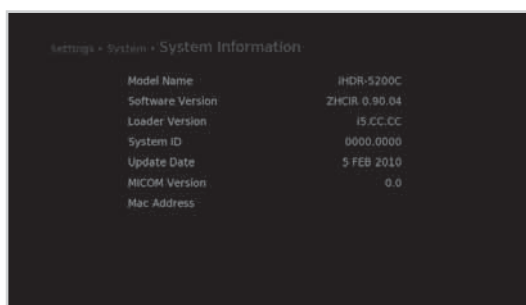 Settings • System • System Information
Model Name iHDR-5200C
Software Version ZHCIR 0.90.04
Loader Version i5.CC.CC
System ID 0000.0000
Update Date 5 FEB 2010
MICOM Version 0.0
Mac Address